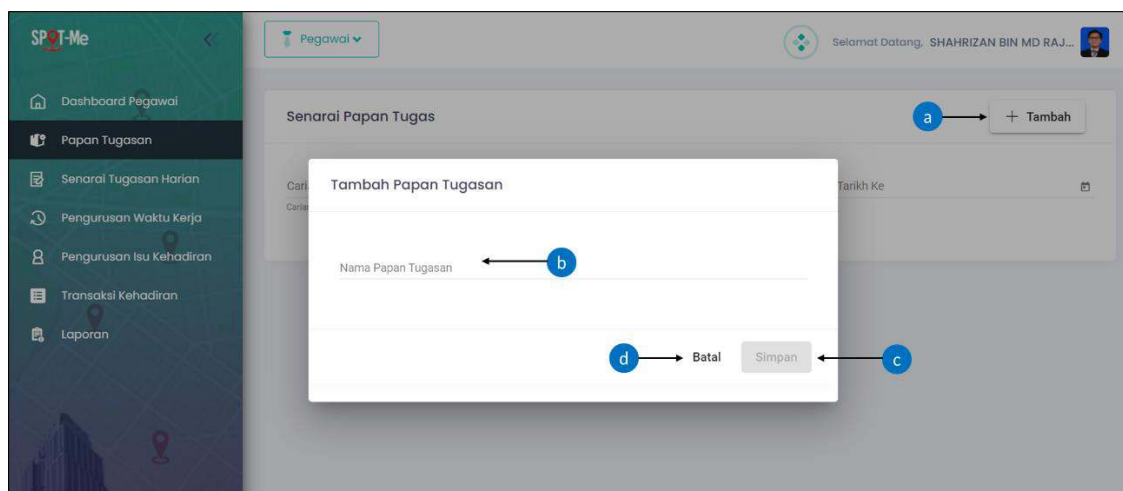 SPOT-Me
Pegawai
Selamat Datang, SHAHRIZAN BIN MD RAJ...
Dashboard Pegawai
Papan Tugasan
Senarai Tugasan Harian
Pengurusan Waktu Kerja
Pengurusan Isu Kehadiran
Transaksi Kehadiran
Laporan
Senarai Papan Tugas
a
+ Tambah
Tarikh Ke
Tambah Papan Tugasan
Nama Papan Tugasan
b
d
Batal
Simpan
c